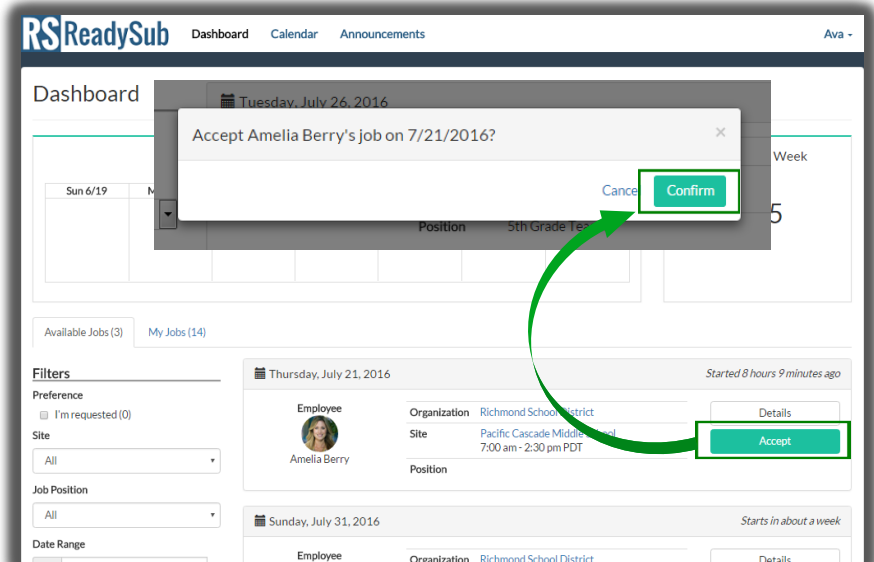 RSReadySub Dashboard Calendar Announcements Ava
Dashboard
Tuesday, July 26, 2016
Accept Amelia Berry's job on 7/21/2016? ×
Cance Confirm
Week
Sun 6/19 M
5
Position 5th Grade Tea
Available Jobs (3) My Jobs (14)
Filters
Preference
I'm requested (0)
Site
All
Job Position
All
Date Range
Thursday, July 21, 2016 Started 8 hours 9 minutes ago
Employee
Amelia Berry
Organization Richmond School District
Site Pacific Cascade Middle School
7:00 am - 2:30 pm PDT
Position
Details
Accept
Sunday, July 31, 2016 Starts in about a week
Employee
Organization Richmond School District
Details